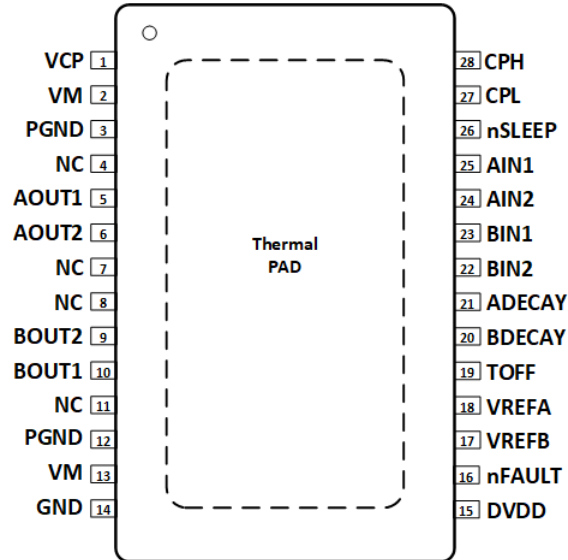 VCP 1
VM 2
PGND 3
NC 4
AOUT1 5
AOUT2 6
NC 7
NC 8
BOUT2 9
BOUT1 10
NC 11
PGND 12
VM 13
GND 14
Thermal
PAD
28 CPH
27 CPL
26 nSLEEP
25 AIN1
24 AIN2
23 BIN1
22 BIN2
21 ADECAY
20 BDECAY
19 TOFF
18 VREFA
17 VREFB
16 nFAULT
15 DVDD